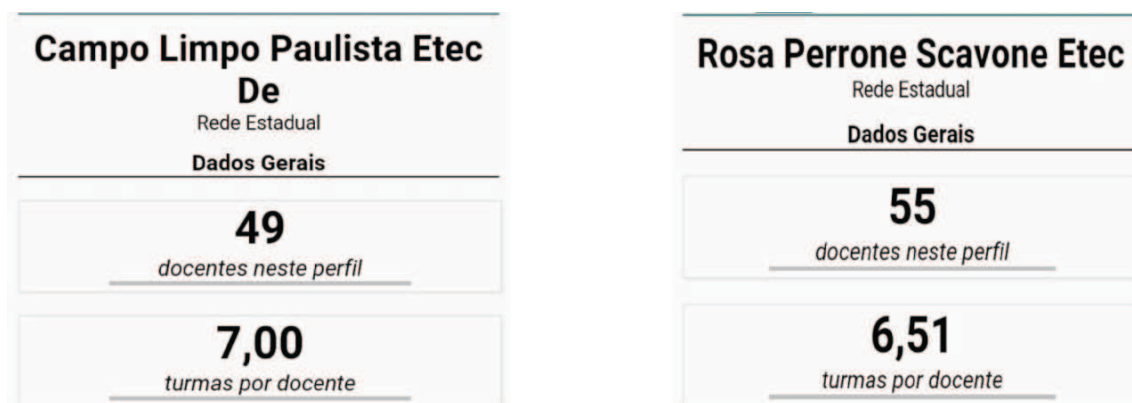 Campo Limpo Paulista Etec
De
Rede Estadual
Dados Gerais
49
docentes neste perfil
7,00
turmas por docente
Rosa Perrone Scavone Etec
Rede Estadual
Dados Gerais
55
docentes neste perfil
6,51
turmas por docente